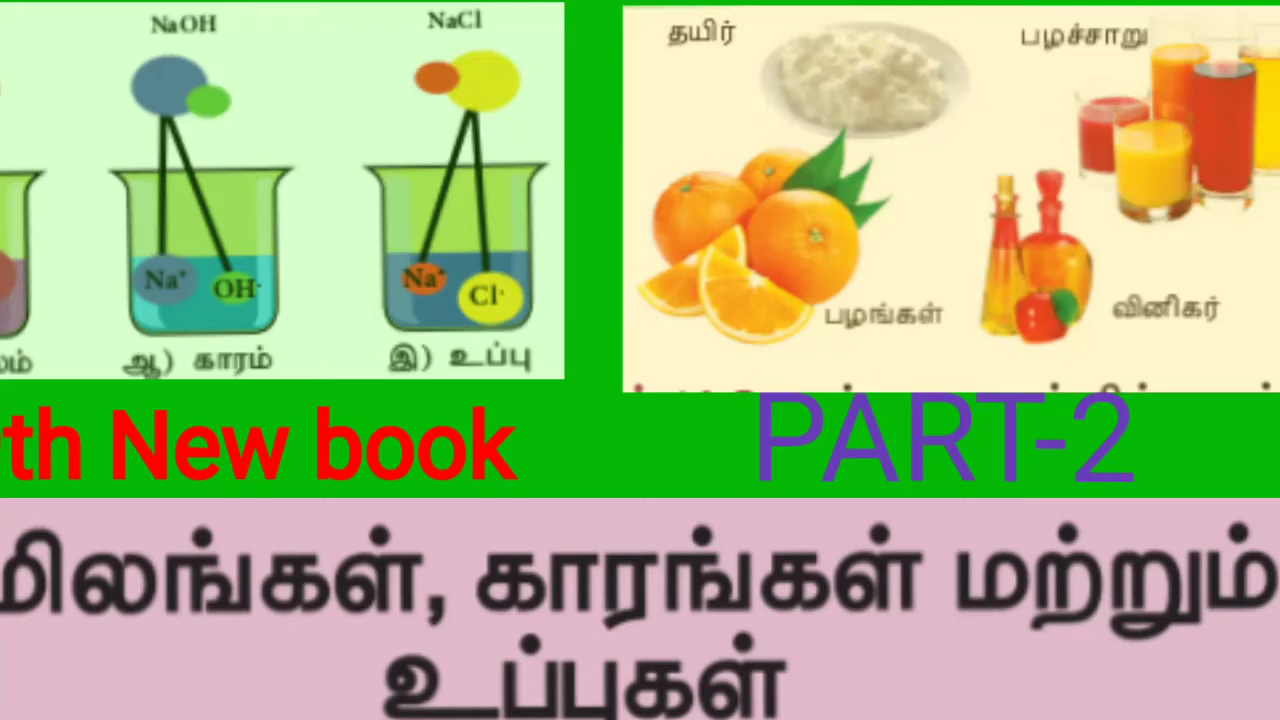 NaOH
NaCl
Na⁺
OH⁻
Na⁺
Cl⁻
ஆ) காரம்
இ) உப்பு
தயிர்
பழச்சாறு
பழங்கள்
வினிகர்
th New book
PART-2
மிலங்கள், காரங்கள் மற்றும்
உப்புகள்